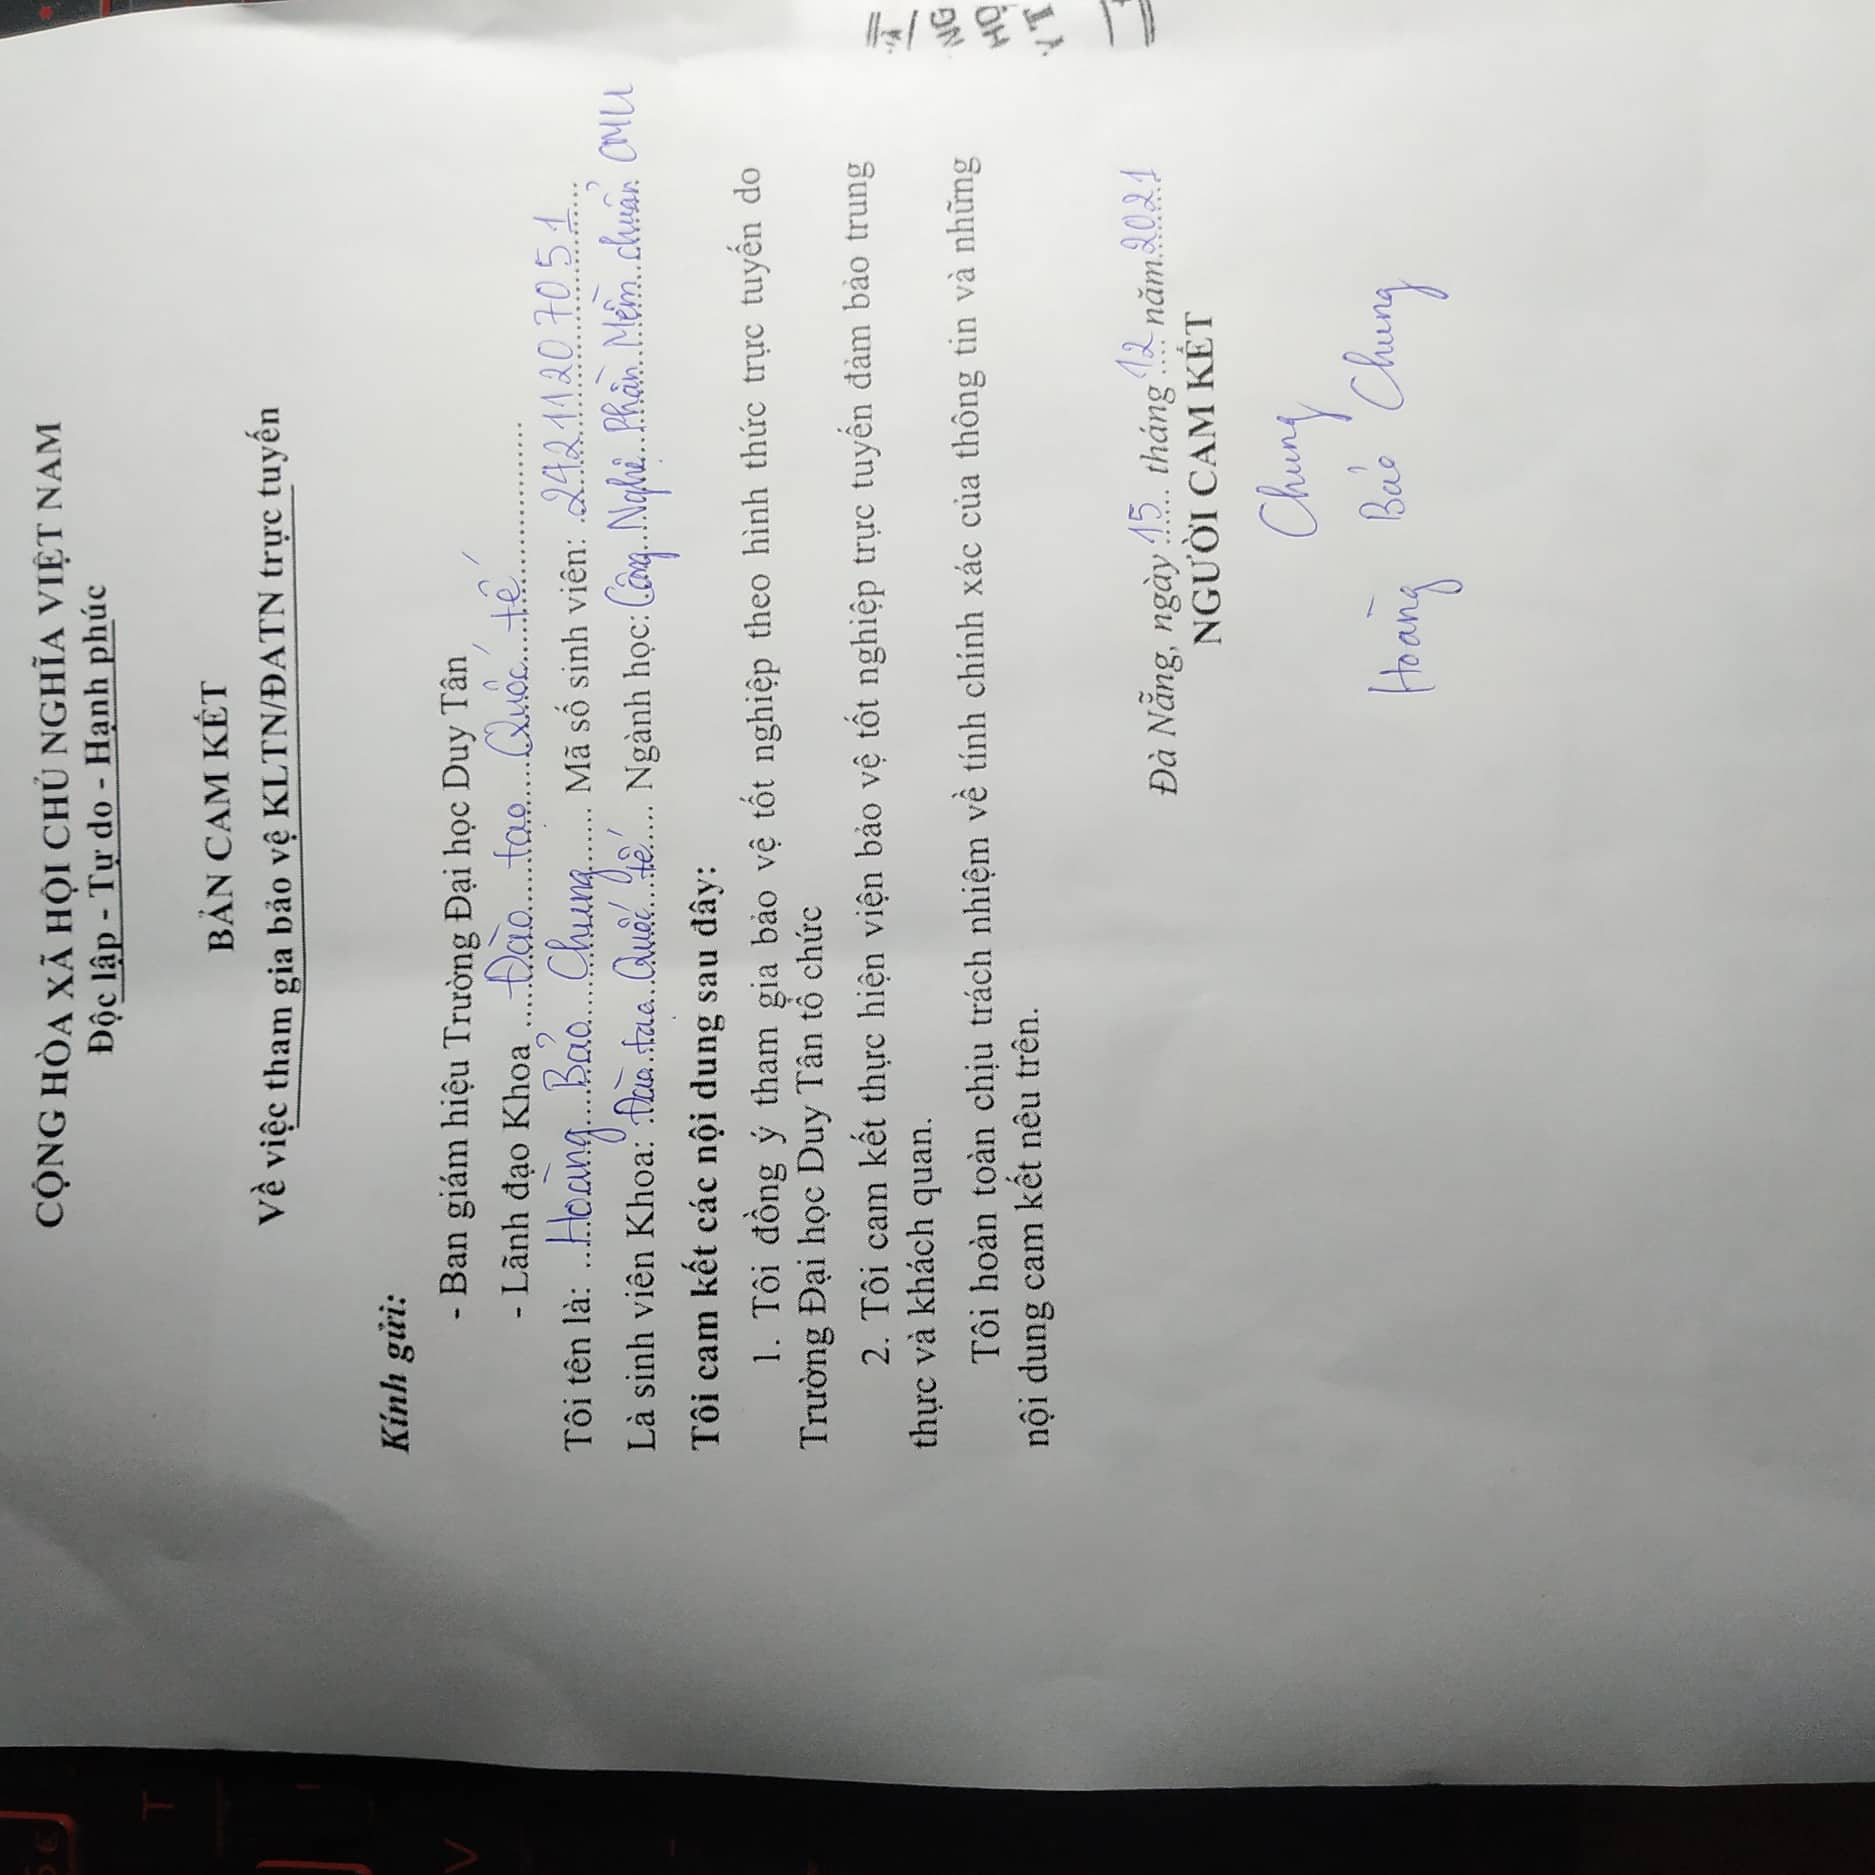 CỘNG HÒA XÃ HỘI CHỦ NGHĨA VIỆT NAM
Độc lập - Tự do - Hạnh phúc
BẢN CAM KẾT
Về việc tham gia bảo vệ KLTN/ĐATN trực tuyến
Kính gửi:
- Ban giám hiệu Trường Đại học Duy Tân
- Lãnh đạo Khoa ....Đào....tạo....Quốc....tế....................
Tôi tên là: ...Hoàng...Bảo...Chung...... Mã số sinh viên: ..24211207051......
Là sinh viên Khoa: ..Đào..tạo..Quốc..tế.... Ngành học: Công..Nghệ..Phần..Mềm..chuẩn CMU
Tôi cam kết các nội dung sau đây:
1. Tôi đồng ý tham gia bảo vệ tốt nghiệp theo hình thức trực tuyến do
Trường Đại học Duy Tân tổ chức
2. Tôi cam kết thực hiện viện bảo vệ tốt nghiệp trực tuyến đảm bảo trung
thực và khách quan.
Tôi hoàn toàn chịu trách nhiệm về tính chính xác của thông tin và những
nội dung cam kết nêu trên.
Đà Nẵng, ngày 15.... tháng 12 năm 2021
NGƯỜI CAM KẾT
Chung
Hoàng Bảo Chung